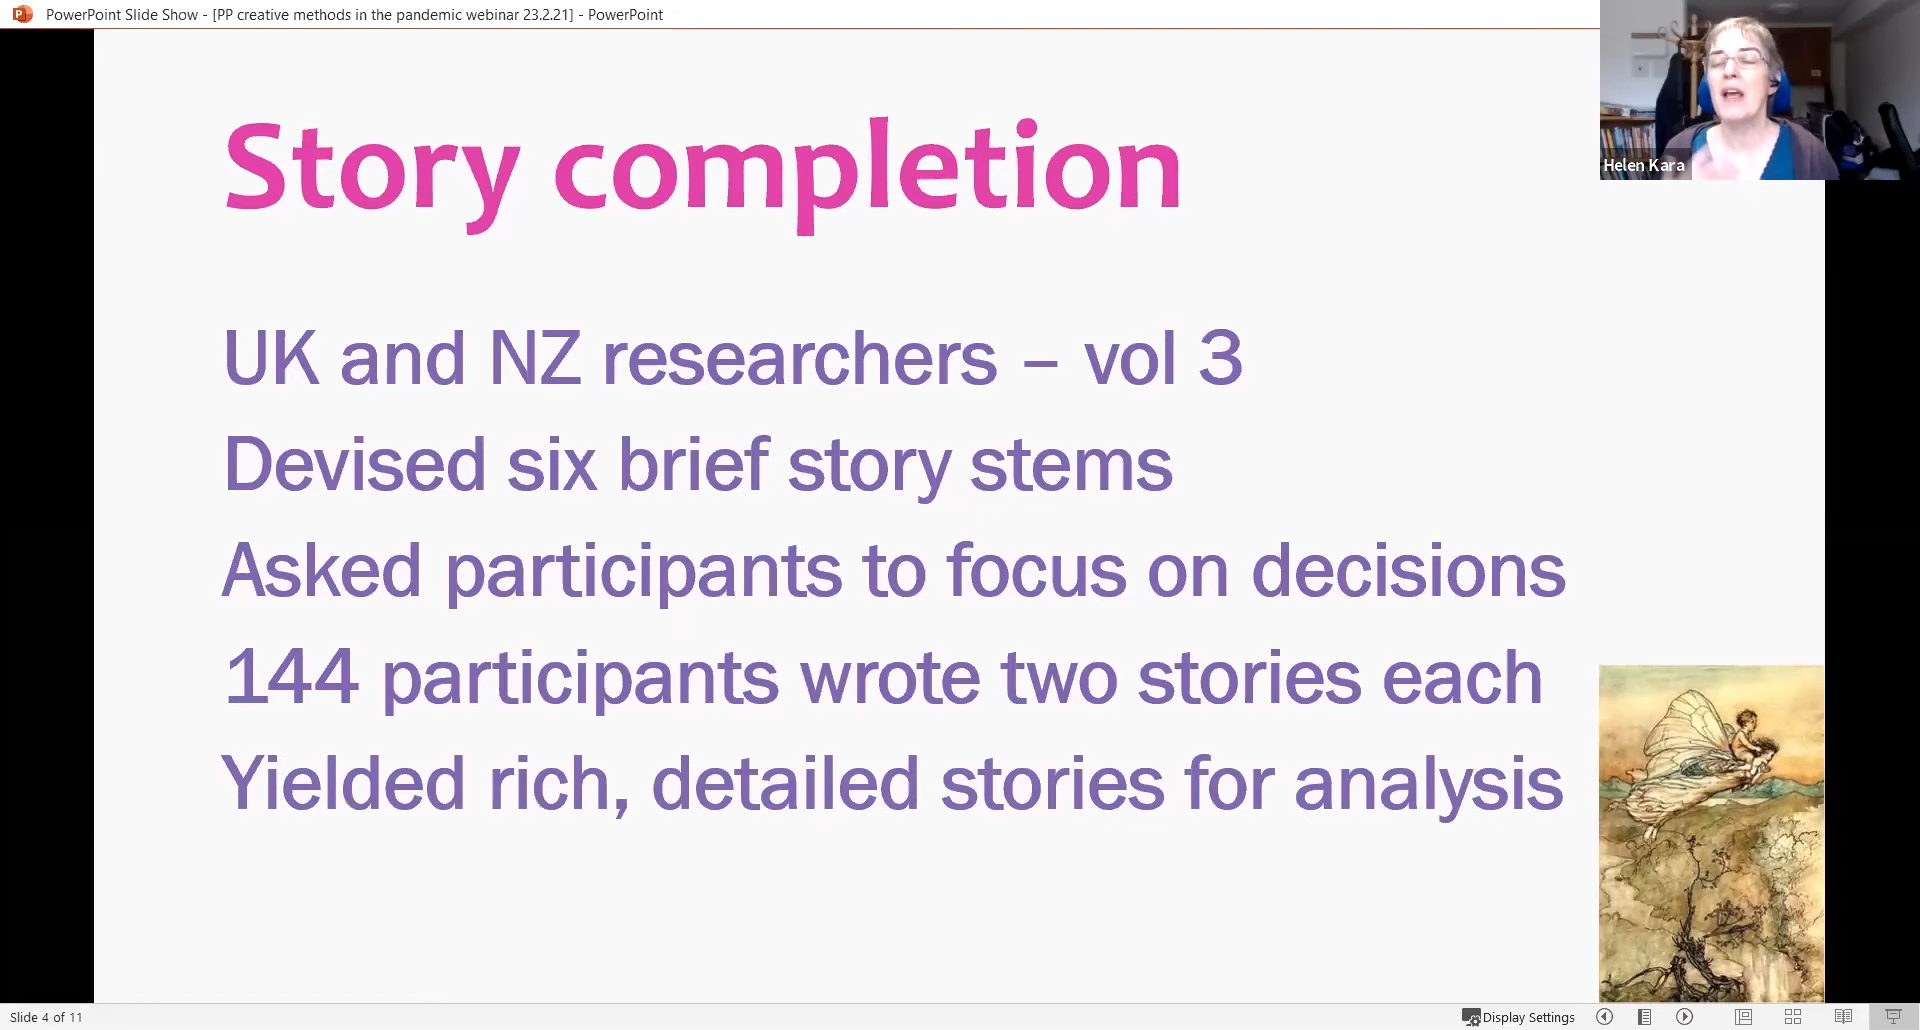 PowerPoint Slide Show - [PP creative methods in the pandemic webinar 23.2.21] - PowerPoint
Helen Kara
Story completion
UK and NZ researchers – vol 3
Devised six brief story stems
Asked participants to focus on decisions
144 participants wrote two stories each
Yielded rich, detailed stories for analysis
Slide 4 of 11
Display Settings